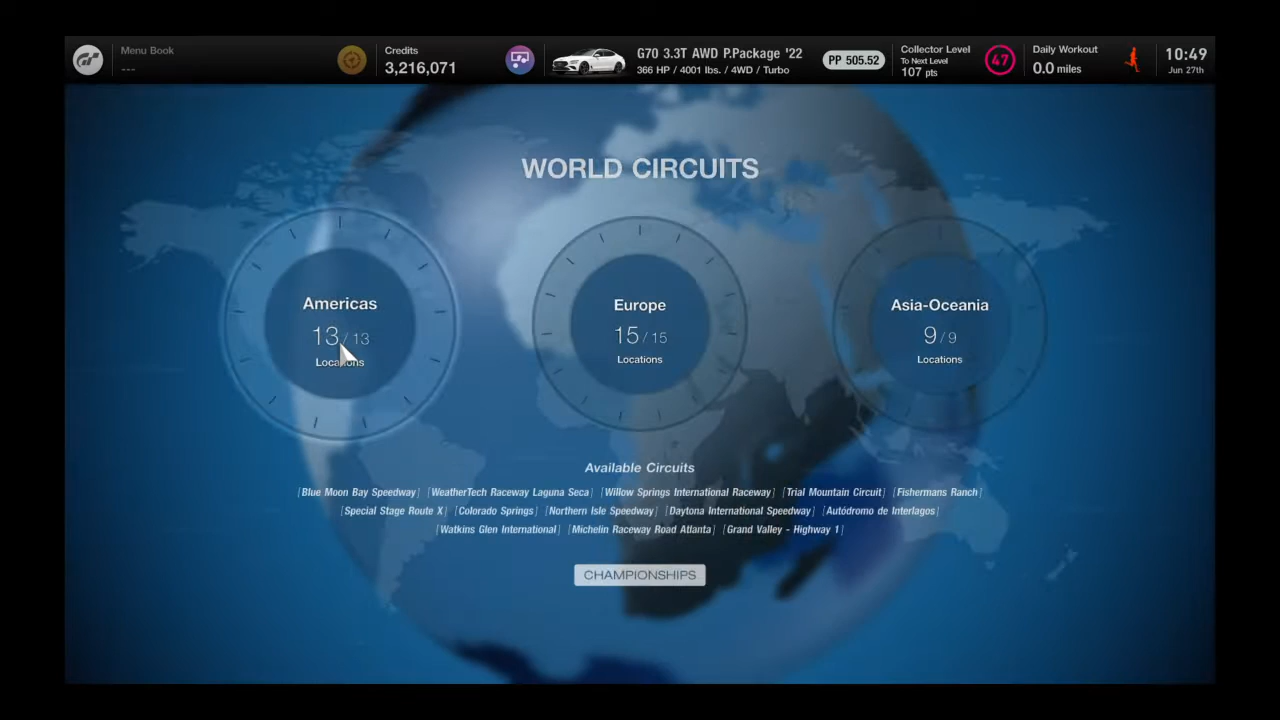 Menu Book
---
Credits
3,216,071
G70 3.3T AWD P.Package '22
366 HP / 4001 lbs. / 4WD / Turbo
PP 505.52
Collector Level
To Next Level
107 pts
47
Daily Workout
0.0 miles
10:49
Jun 27th
WORLD CIRCUITS
Americas
13 / 13
Locations
Europe
15 / 15
Locations
Asia-Oceania
9 / 9
Locations
Available Circuits
[Blue Moon Bay Speedway] [WeatherTech Raceway Laguna Seca] [Willow Springs International Raceway] [Trial Mountain Circuit] [Fishermans Ranch]
[Special Stage Route X] [Colorado Springs] [Northern Isle Speedway] [Daytona International Speedway] [Autódromo de Interlagos]
[Watkins Glen International] [Michelin Raceway Road Atlanta] [Grand Valley - Highway 1]
CHAMPIONSHIPS